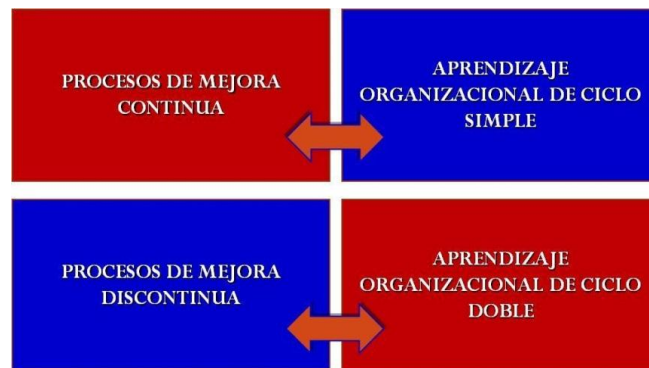 PROCESOS DE MEJORA
CONTINUA
APRENDIZAJE
ORGANIZACIONAL DE CICLO
SIMPLE
PROCESOS DE MEJORA
DISCONTINUA
APRENDIZAJE
ORGANIZACIONAL DE CICLO
DOBLE